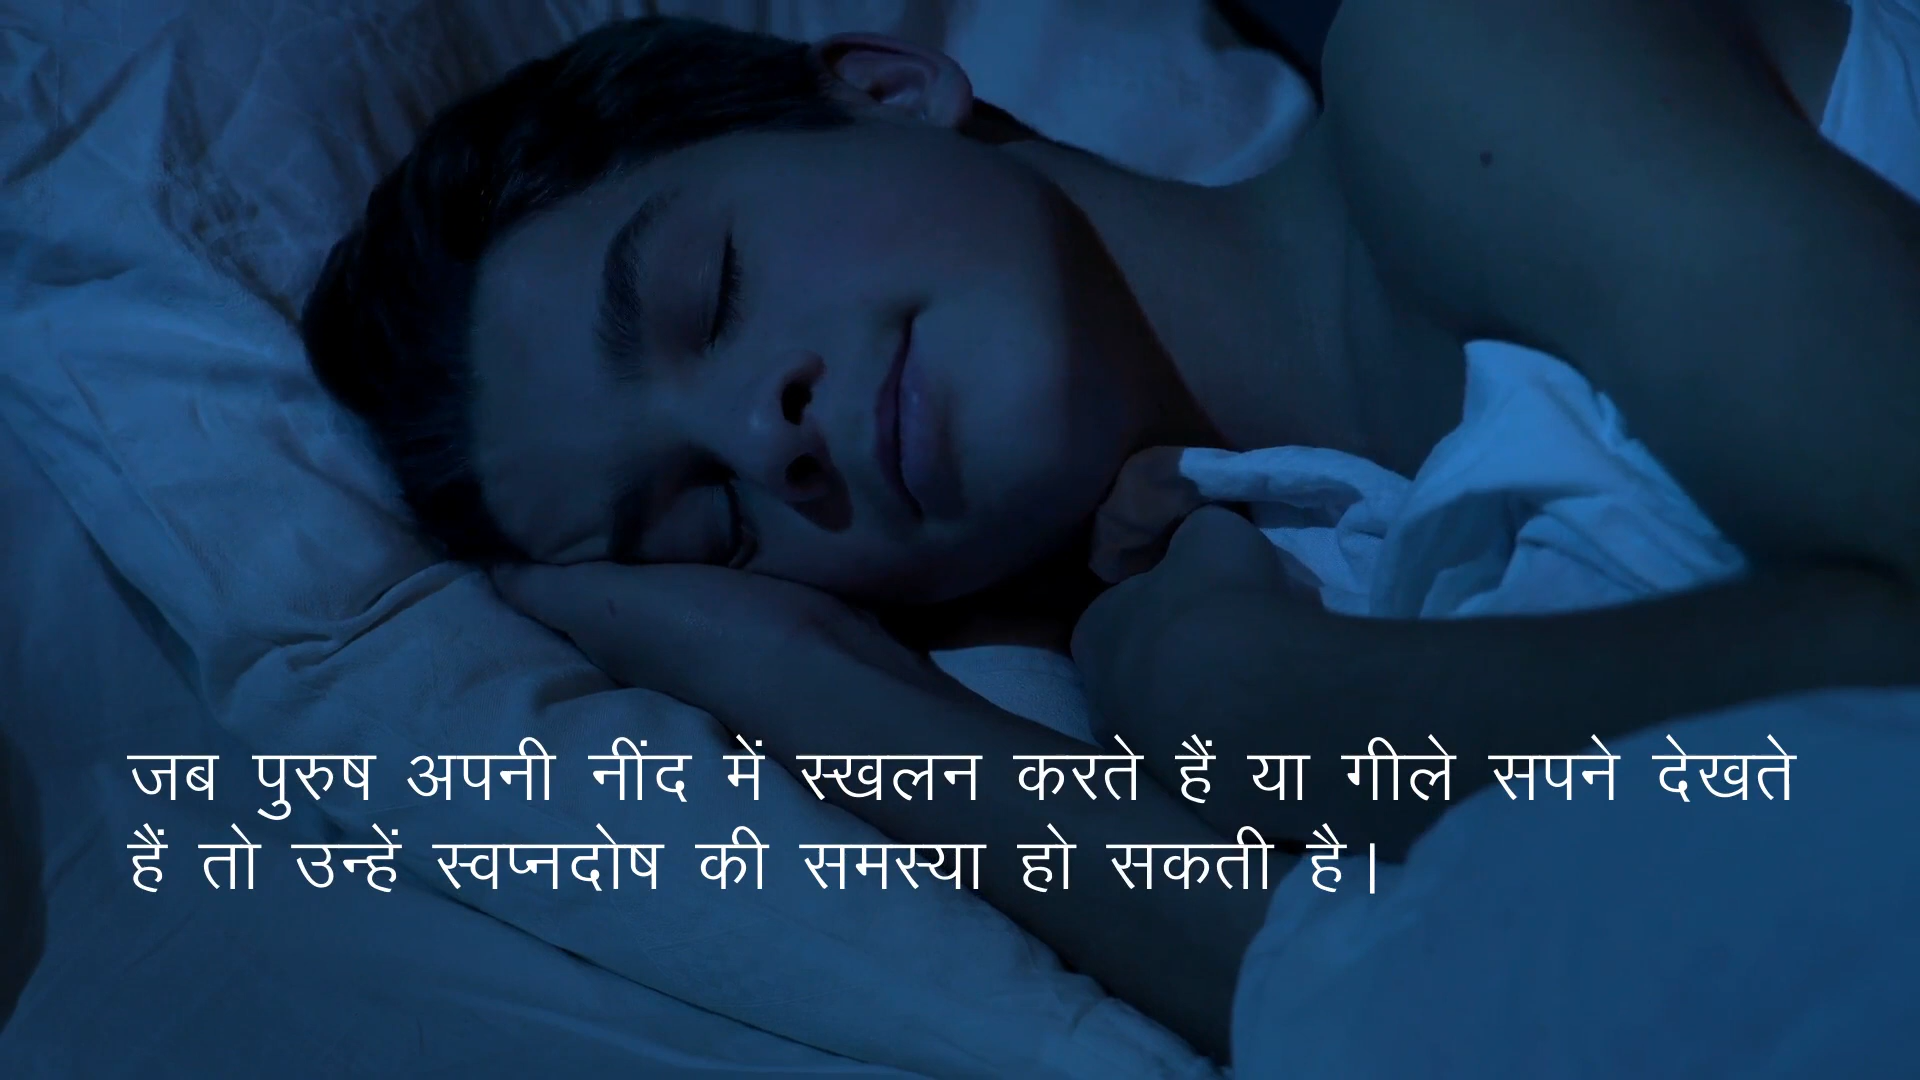 जब पुरुष अपनी नींद में स्खलन करते हैं या गीले सपने देखते
हैं तो उन्हें स्वप्नदोष की समस्या हो सकती है।